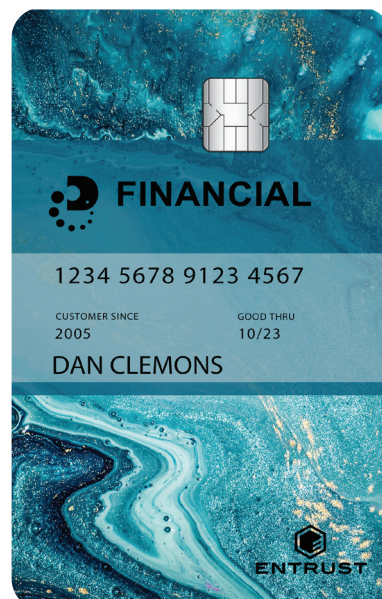 FINANCIAL
1234 5678 9123 4567
CUSTOMER SINCE GOOD THRU
2005 10/23
DAN CLEMONS
ENTRUST